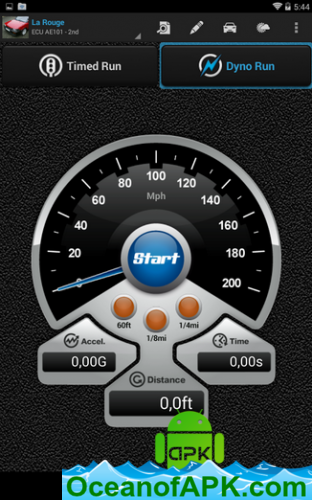 5:44
La Rouge
ECU AE101 - 2nd
Timed Run
Dyno Run
20
40
60
80
100
120
140
160
180
200
Mph
Start
60ft
1/8mi
1/4mi
Accel.
0,00G
Time
0,00s
Distance
0,0ft
aPK
OceanofAPK.com